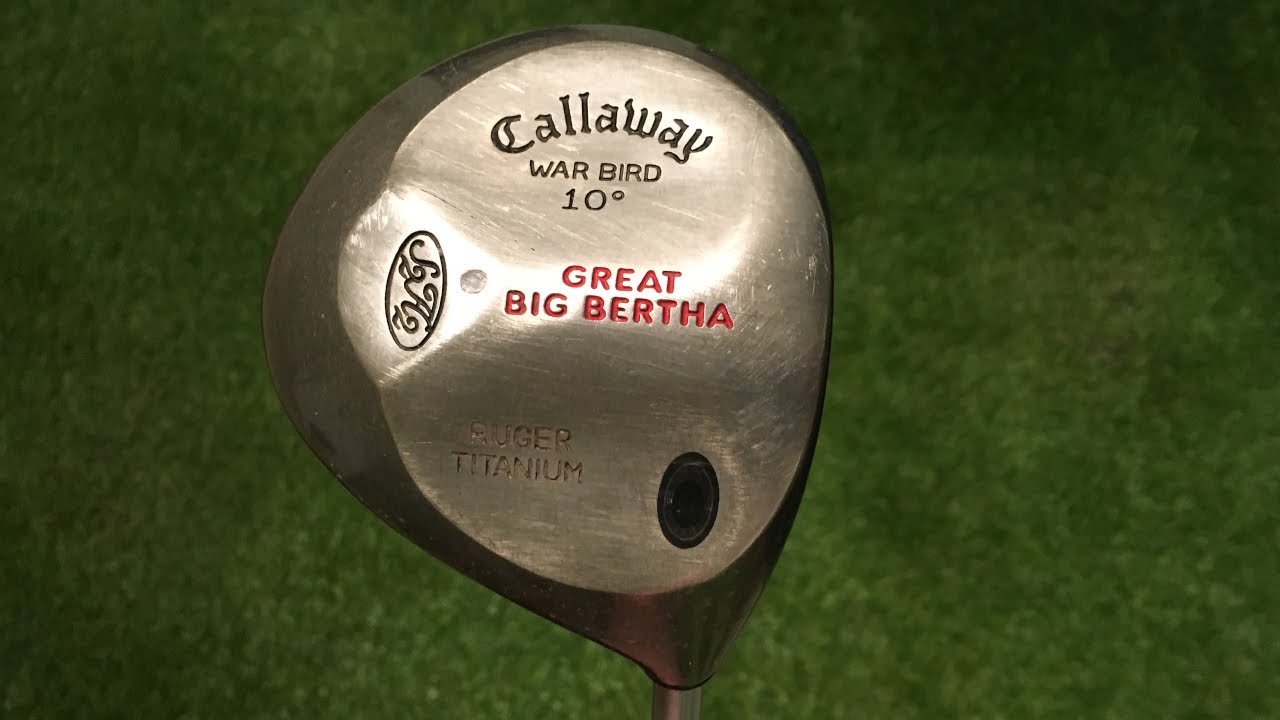 Callaway
WAR BIRD
10°
GREAT
BIG BERTHA
RUGER
TITANIUM